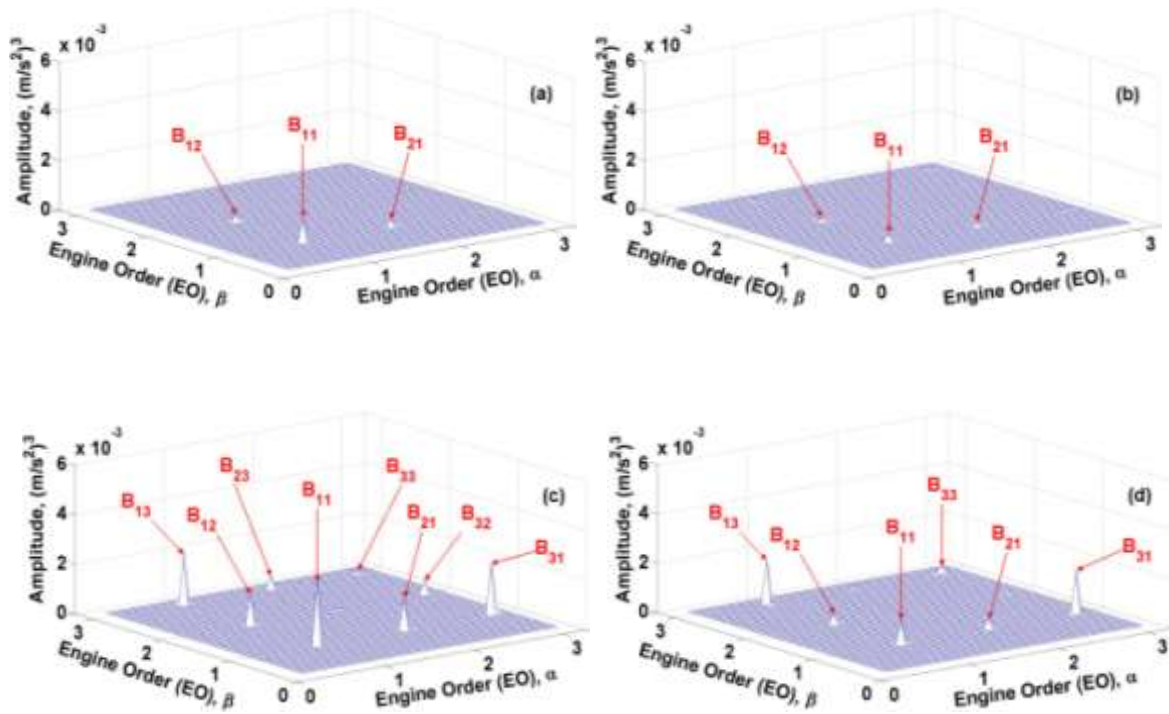 x 10⁻³
Amplitude, (m/s²)³
6
4
2
0
3
2
1
0
Engine Order (EO), β
0
1
2
3
Engine Order (EO), α
(a)
B12
B11
B21
x 10⁻³
Amplitude, (m/s²)³
6
4
2
0
3
2
1
0
Engine Order (EO), β
0
1
2
3
Engine Order (EO), α
(b)
B12
B11
B21
x 10⁻³
Amplitude, (m/s²)³
6
4
2
0
3
2
1
0
Engine Order (EO), β
0
1
2
3
Engine Order (EO), α
(c)
B13
B12
B23
B11
B33
B21
B32
B31
x 10⁻³
Amplitude, (m/s²)³
6
4
2
0
3
2
1
0
Engine Order (EO), β
0
1
2
3
Engine Order (EO), α
(d)
B13
B12
B11
B33
B21
B31